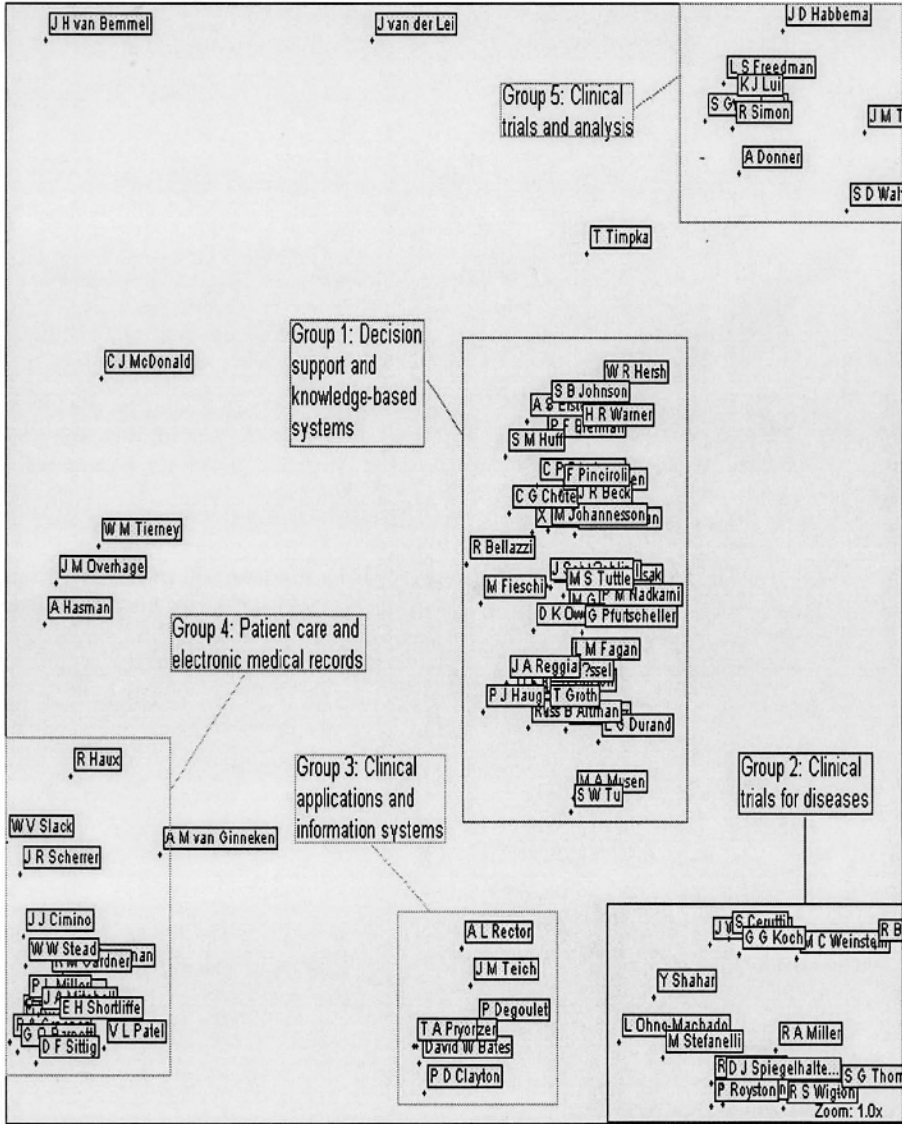 J H van Bemmel
J van der Lei
J D Habbema
L S Freedman
K J Lui
Group 5: Clinical
trials and analysis
R Simon
J M
A Donner
S D
T Timpka
Group 1: Decision
support and
knowledge-based
systems
C J McDonald
W R Hersh
S B Johnson
H R Warner
S M Huff
F Pinciroli
C G Chute
J R Beck
M Johannesson
W M Tierney
R Bellazzi
J M Overhage
M S Tuttle
M Fieschi
P M Nadkarni
A Hasman
G Pfurtscheller
Group 4: Patient care and
electronic medical records
L M Fagan
J A Reggia
P J Haug
T Groth
Altman
Durand
R Haux
Group 3: Clinical
applications and
information systems
Group 2: Clinical
trials for diseases
M A Musen
S W Tu
W V Slack
A M van Ginneken
J R Scherrer
J J Cimino
S Cerutti
R B
A L Rector
G G Koch
M C Weinstein
W W Stead
J M Teich
Y Shahar
E H Shortliffe
P Degoulet
V L Patel
T A Pryor
L Ohno-Machado
R A Miller
M Stefanelli
D F Sittig
David W Bates
D J Spiegelhalte...
P D Clayton
S G Thom
P Royston
R S Wigton
Zoom: 1.0x